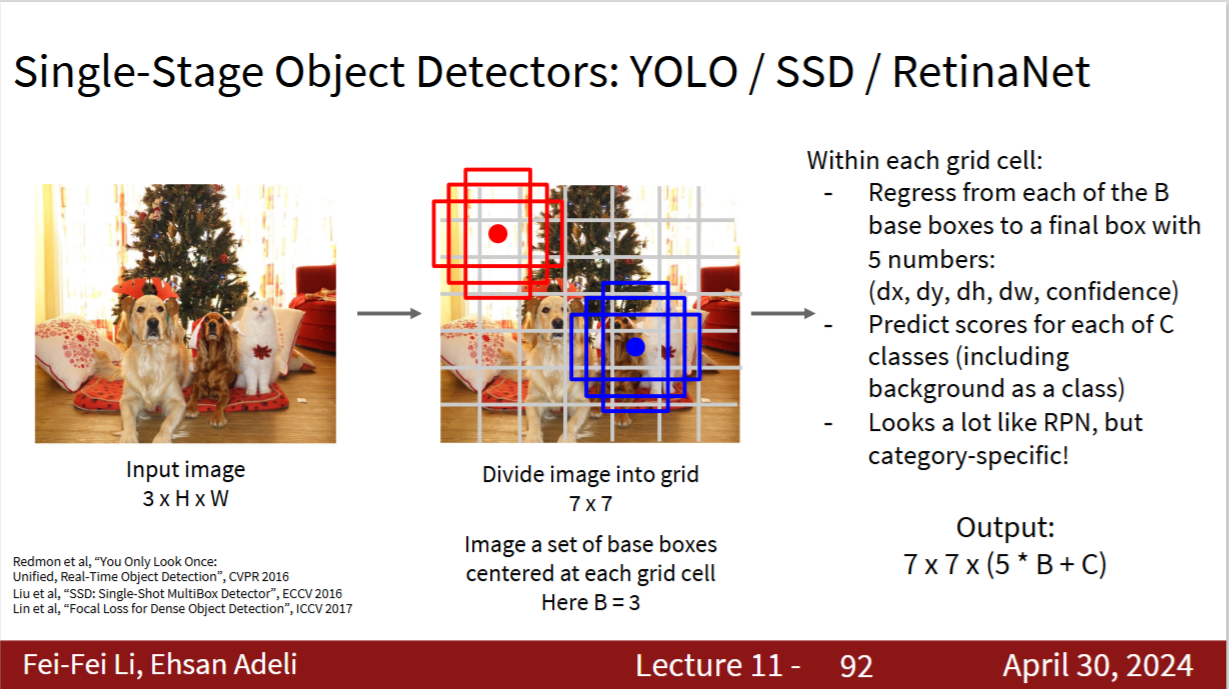 Single-Stage Object Detectors: YOLO / SSD / RetinaNet
Input image
3 x H x W
Divide image into grid
7 x 7
Image a set of base boxes
centered at each grid cell
Here B = 3
Within each grid cell:
- Regress from each of the B
base boxes to a final box with
5 numbers:
(dx, dy, dh, dw, confidence)
- Predict scores for each of C
classes (including
background as a class)
- Looks a lot like RPN, but
category-specific!
Output:
7 x 7 x (5 * B + C)
Redmon et al, “You Only Look Once:
Unified, Real-Time Object Detection”, CVPR 2016
Liu et al, “SSD: Single-Shot MultiBox Detector”, ECCV 2016
Lin et al, “Focal Loss for Dense Object Detection”, ICCV 2017
Fei-Fei Li, Ehsan Adeli Lecture 11 - 92 April 30, 2024